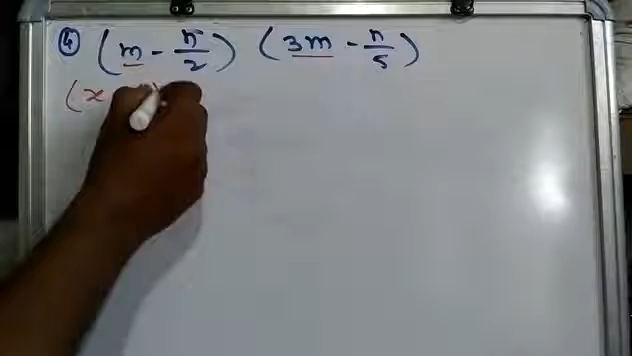 4 (m - n/2) (3m - n/5)
(x